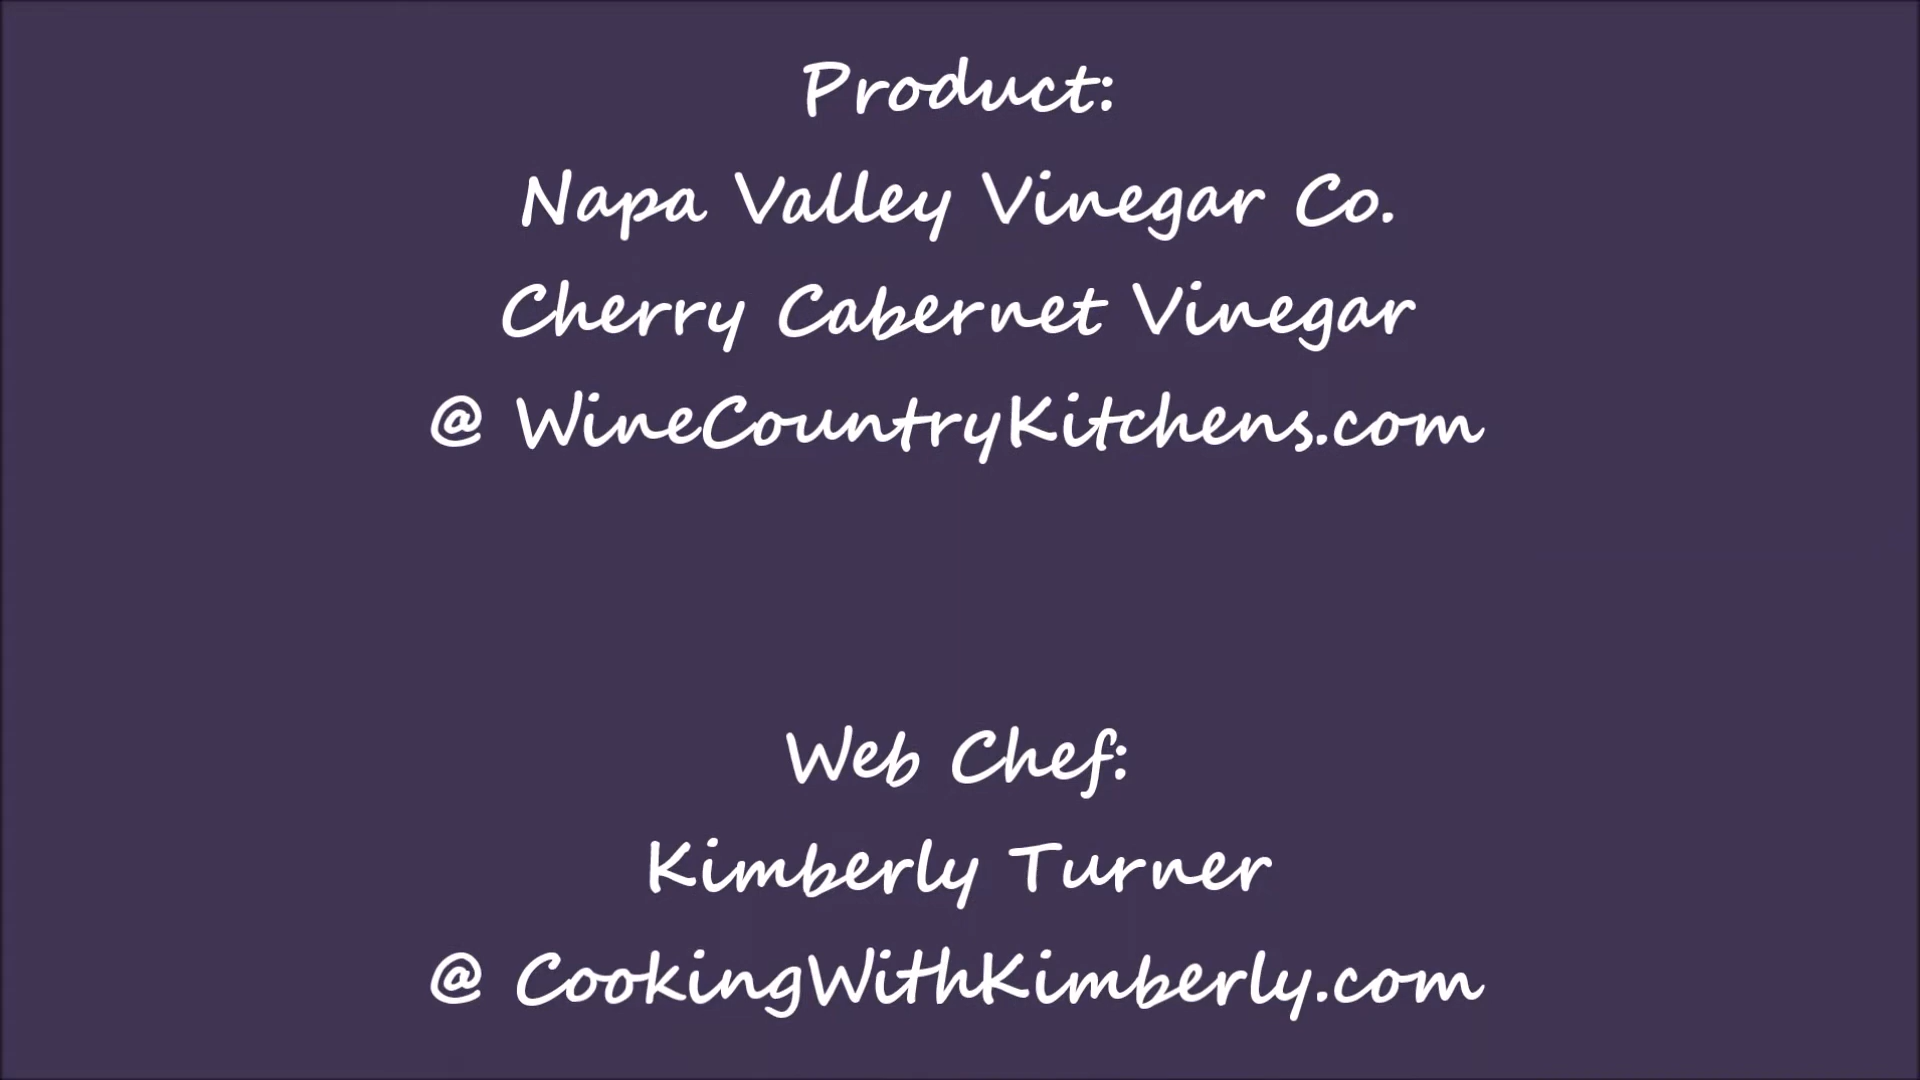 Product:
Napa Valley Vinegar Co.
Cherry Cabernet Vinegar
@ WineCountryKitchens.com
Web Chef:
Kimberly Turner
@ CookingWithKimberly.com